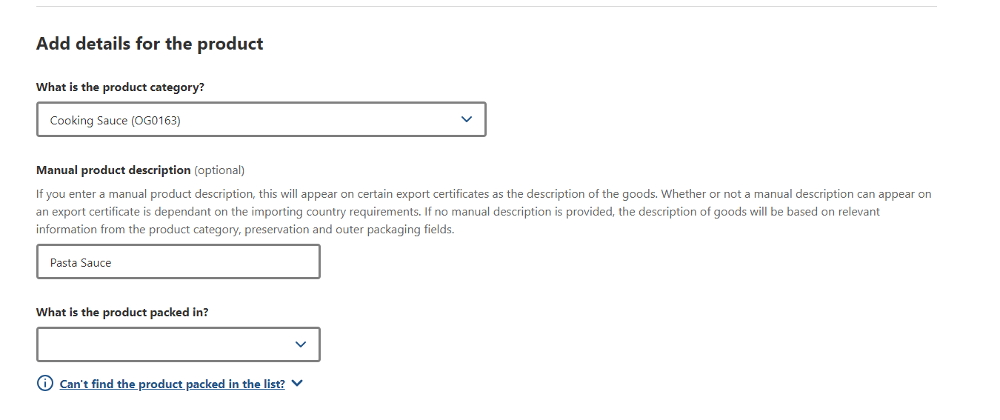 Add details for the product
What is the product category?
Cooking Sauce (OG0163)
Manual product description (optional)
If you enter a manual product description, this will appear on certain export certificates as the description of the goods. Whether or not a manual description can appear on
an export certificate is dependant on the importing country requirements. If no manual description is provided, the description of goods will be based on relevant
information from the product category, preservation and outer packaging fields.
Pasta Sauce
What is the product packed in?
Can't find the product packed in the list?